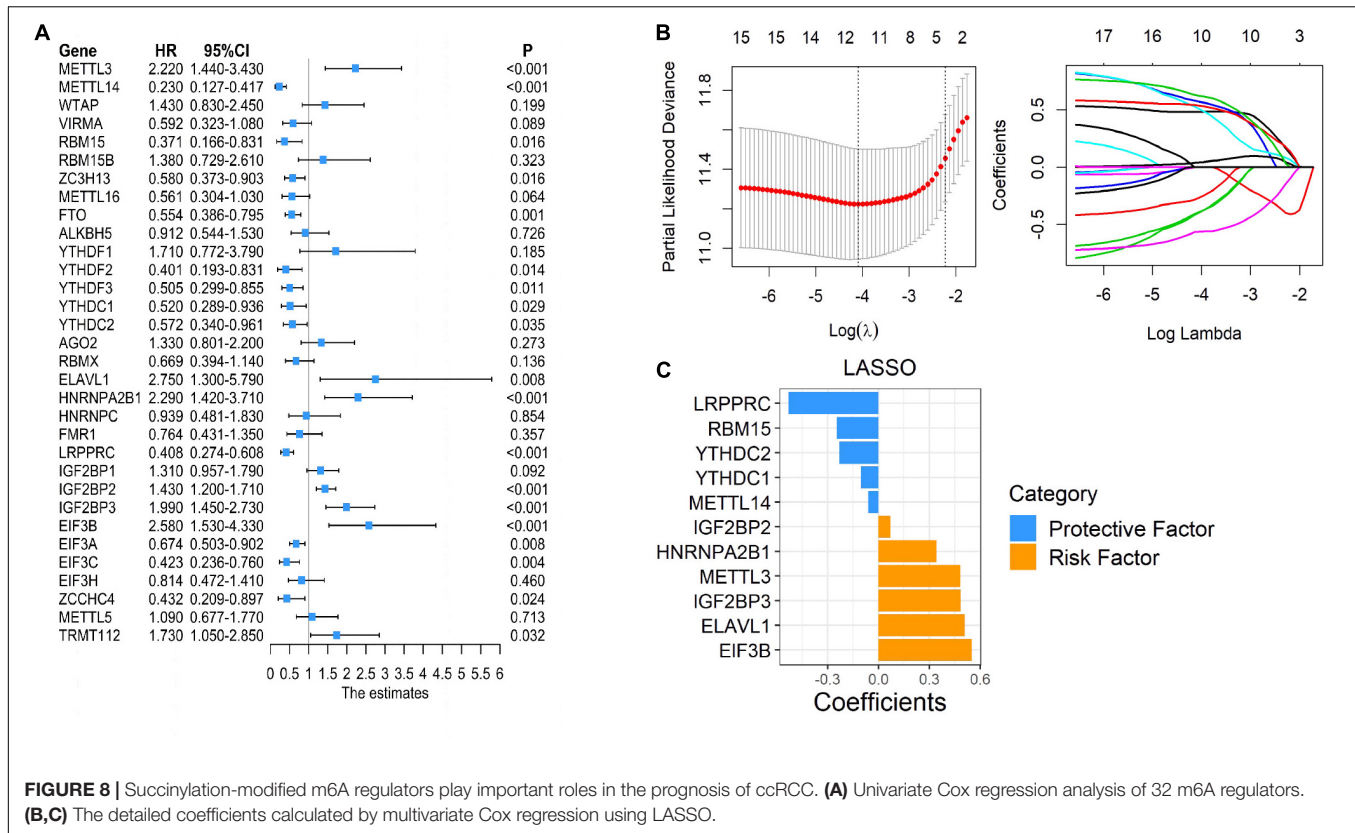 A
Gene HR 95%CI P
METTL3 2.220 1.440-3.430 <0.001
METTL14 0.230 0.127-0.417 <0.001
WTAP 1.430 0.830-2.450 0.199
VIRMA 0.592 0.323-1.080 0.089
RBM15 0.371 0.166-0.831 0.016
RBM15B 1.380 0.729-2.610 0.323
ZC3H13 0.580 0.373-0.903 0.016
METTL16 0.561 0.304-1.030 0.064
FTO 0.554 0.386-0.795 0.001
ALKBH5 0.912 0.544-1.530 0.726
YTHDF1 1.710 0.772-3.790 0.185
YTHDF2 0.401 0.193-0.831 0.014
YTHDF3 0.505 0.299-0.855 0.011
YTHDC1 0.520 0.289-0.936 0.029
YTHDC2 0.572 0.340-0.961 0.035
AGO2 1.330 0.801-2.200 0.273
RBMX 0.669 0.394-1.140 0.136
ELAVL1 2.750 1.300-5.790 0.008
HNRNPA2B1 2.290 1.420-3.710 <0.001
HNRNPC 0.939 0.481-1.830 0.854
FMR1 0.764 0.431-1.350 0.357
LRPPRC 0.408 0.274-0.608 <0.001
IGF2BP1 1.310 0.957-1.790 0.092
IGF2BP2 1.430 1.200-1.710 <0.001
IGF2BP3 1.990 1.450-2.730 <0.001
EIF3B 2.580 1.530-4.330 <0.001
EIF3A 0.674 0.503-0.902 0.008
EIF3C 0.423 0.236-0.760 0.004
EIF3H 0.814 0.472-1.410 0.460
ZCCHC4 0.432 0.209-0.897 0.024
METTL5 1.090 0.677-1.770 0.713
TRMT112 1.730 1.050-2.850 0.032
0 0.5 1 1.5 2 2.5 3 3.5 4 4.5 5 5.5 6
The estimates
B
15 15 14 12 11 8 5 2
Partial Likelihood Deviance
11.8
11.4
11.0
-6 -5 -4 -3 -2
Log(λ)
17 16 10 10 3
Coefficients
0.5
0.0
-0.5
-6 -5 -4 -3 -2
Log Lambda
C
LASSO
LRPPRC
RBM15
YTHDC2
YTHDC1
METTL14
IGF2BP2
HNRNPA2B1
METTL3
IGF2BP3
ELAVL1
EIF3B
-0.3 0.0 0.3 0.6
Coefficients
Category
Protective Factor
Risk Factor
FIGURE 8 | Succinylation-modified m6A regulators play important roles in the prognosis of ccRCC. (A) Univariate Cox regression analysis of 32 m6A regulators.
(B,C) The detailed coefficients calculated by multivariate Cox regression using LASSO.